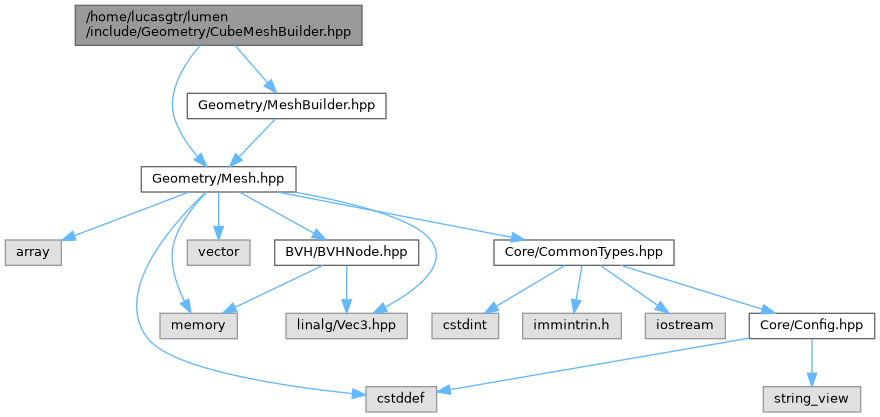 /home/lucasgtr/lumen
/include/Geometry/CubeMeshBuilder.hpp
Geometry/MeshBuilder.hpp
Geometry/Mesh.hpp
array
vector
BVH/BVHNode.hpp
Core/CommonTypes.hpp
memory
linalg/Vec3.hpp
cstdint
immintrin.h
iostream
Core/Config.hpp
cstddef
string_view